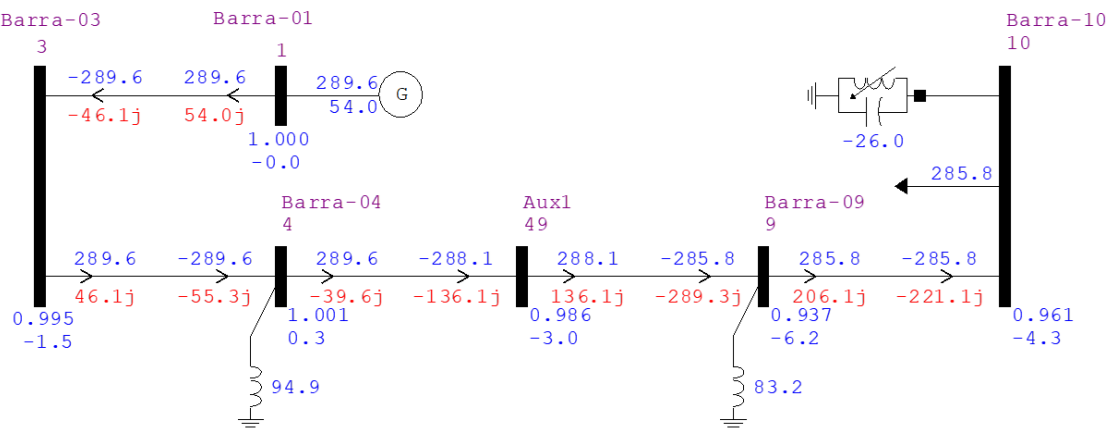 Barra-03
3
Barra-01
1
Barra-10
10
-289.6
289.6
289.6
G
-46.1j
54.0j
54.0
1.000
-0.0
-26.0
285.8
Barra-04
4
Aux1
49
Barra-09
9
289.6
-289.6
289.6
-288.1
288.1
-285.8
285.8
-285.8
46.1j
-55.3j
-39.6j
-136.1j
136.1j
-289.3j
206.1j
-221.1j
0.995
-1.5
1.001
0.3
0.986
-3.0
0.937
-6.2
0.961
-4.3
94.9
83.2